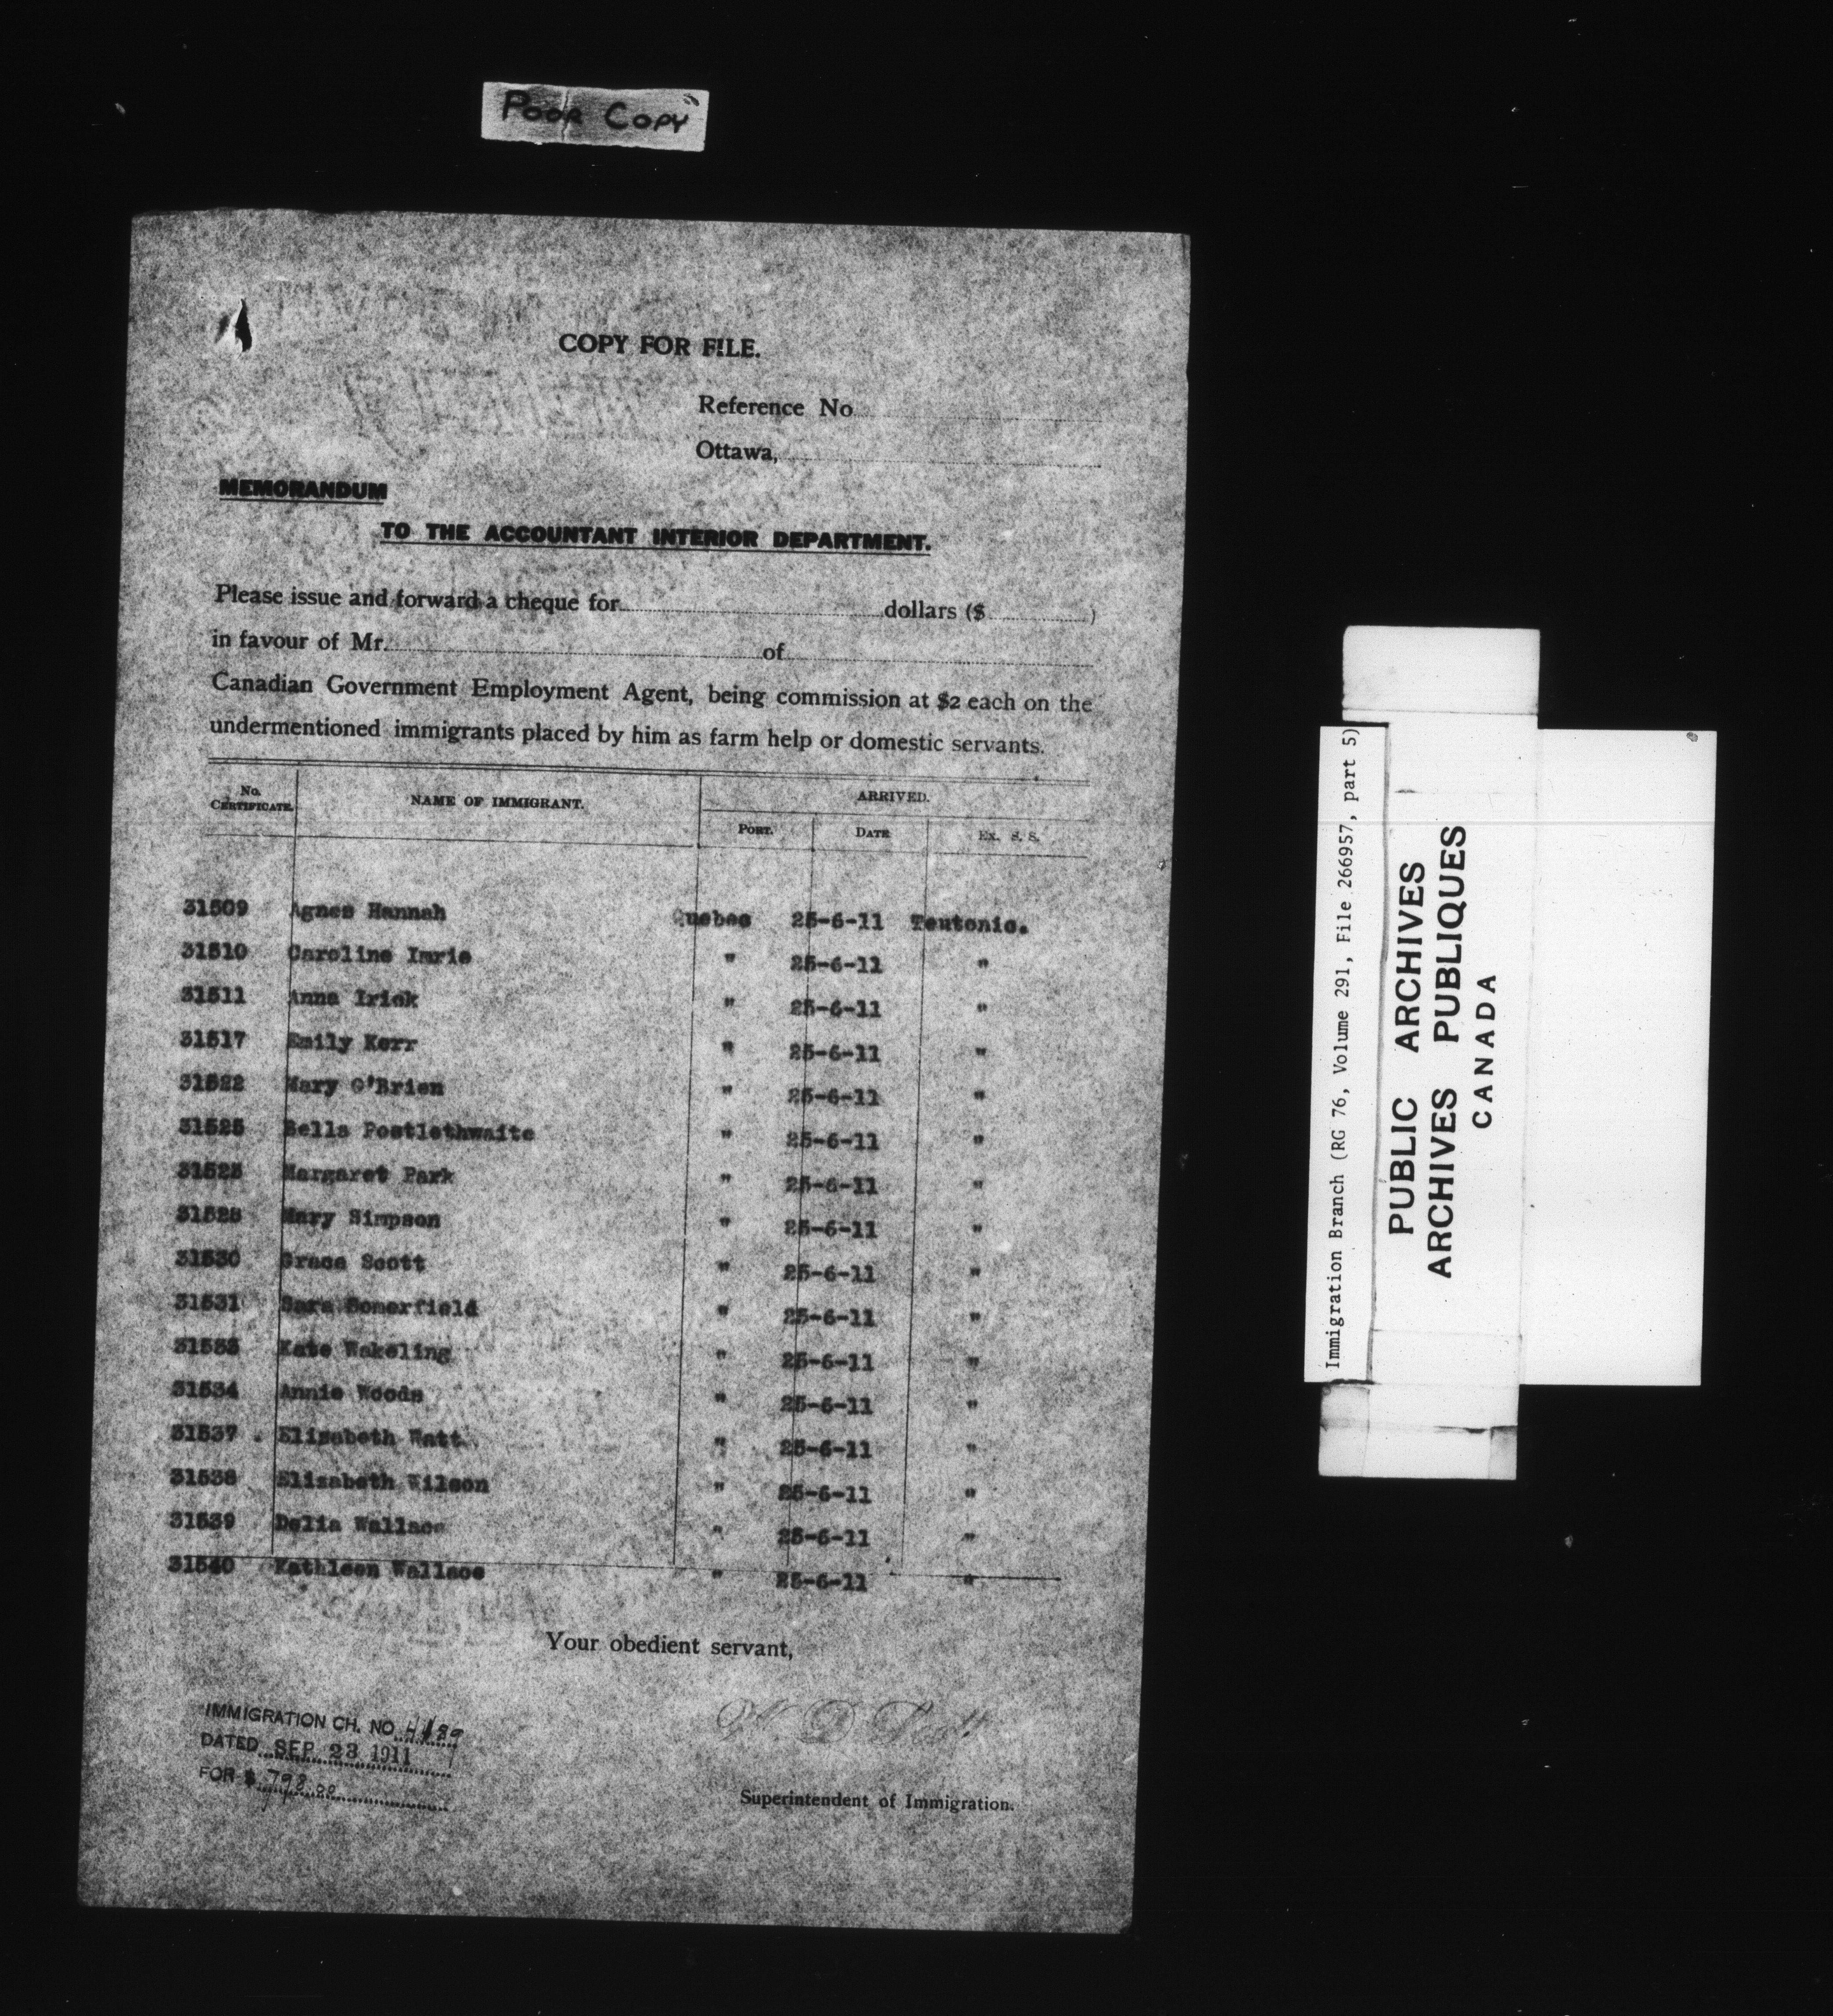 POOR COPY
COPY FOR FILE.
Reference No
Ottawa,
MEMORANDUM
TO THE ACCOUNTANT INTERIOR DEPARTMENT.
Please issue and forward a cheque for dollars ($ )
in favour of Mr. of
Canadian Government Employment Agent, being commission at $2 each on the
undermentioned immigrants placed by him as farm help or domestic servants.
No. CERTIFICATE. NAME OF IMMIGRANT. ARRIVED.
PORT. DATE Ex. S. S.
31509 Agnes Hannah Quebec 25-6-11 Teutonic.
31510 Caroline Imrie " 25-6-11 "
31511 Anna Irick " 25-6-11 "
31517 Emily Kerr " 25-6-11 "
31522 Mary O'Brien " 25-6-11 "
31525 Bella Postlethwaite " 25-6-11 "
Margaret Park " 25-6-11 "
Mary Simpson " 25-6-11 "
31530 Grace Scott " 25-6-11 "
31531 Sara Somerfield " 25-6-11 "
31533 Kate Wakeling " 25-6-11 "
31534 Annie Woods " 25-6-11 "
31537 Elizabeth Watt " 25-6-11 "
31538 Elizabeth Wilson " 25-6-11 "
31539 Delia Wallace " 25-6-11 "
31540 Kathleen Wallace " 25-6-11 "
Your obedient servant,
W. D. Scott
Superintendent of Immigration.
IMMIGRATION CH. NO
DATED SEP 23 1911
FOR $ 798.00
Immigration Branch (RG 76, Volume 291, File 266957, part 5)
PUBLIC ARCHIVES
ARCHIVES PUBLIQUES
CANADA